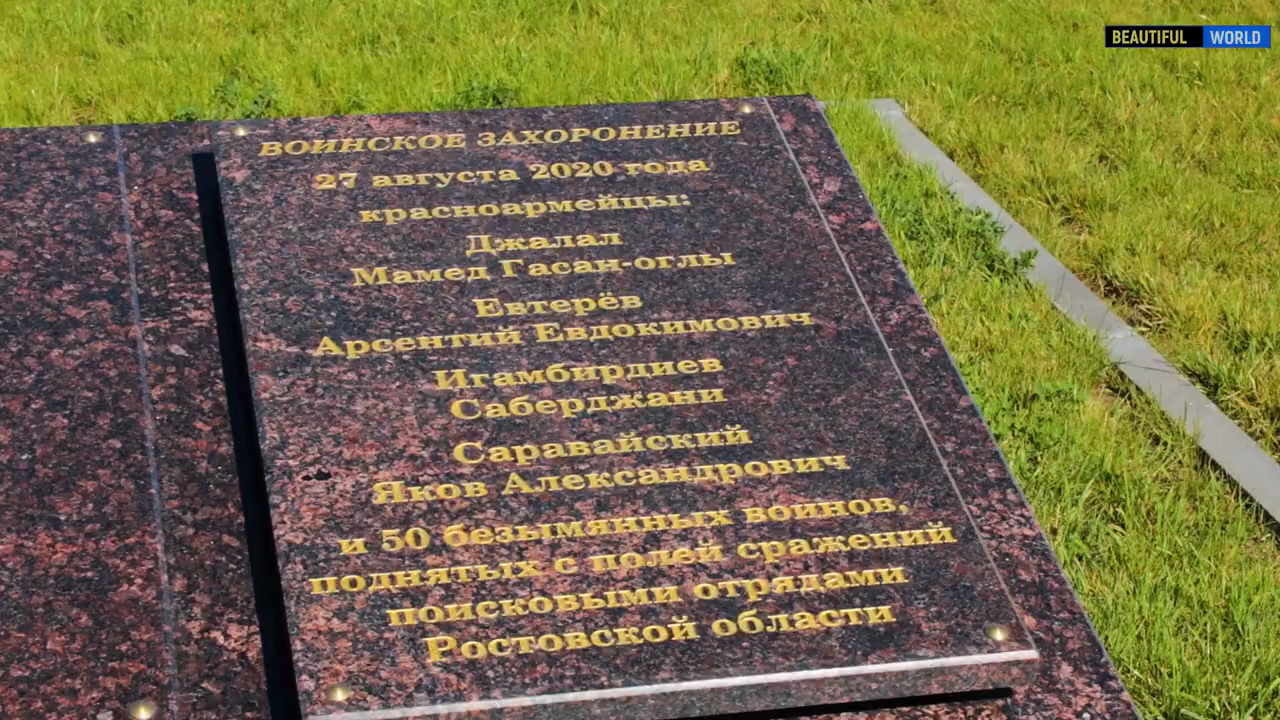 BEAUTIFUL WORLD
ВОИНСКОЕ ЗАХОРОНЕНИЕ
27 августа 2020 года
красноармейцы:
Джалал
Мамед Гасан-оглы
Евтерёв
Арсентий Евдокимович
Игамбирдиев
Саберджани
Саравайский
Яков Александрович
и 50 безымянных воинов,
поднятых с полей сражений
поисковыми отрядами
Ростовской области